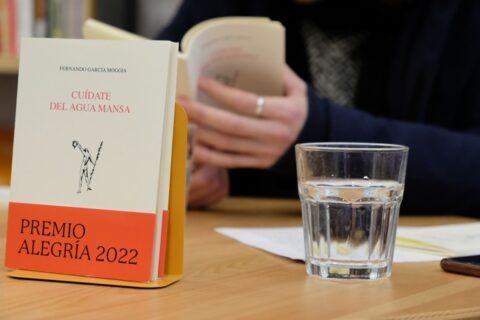 FERNANDO GARCÍA MOGGIA
CUÍDATE
DEL AGUA MANSA
PREMIO
ALEGRÍA 2022